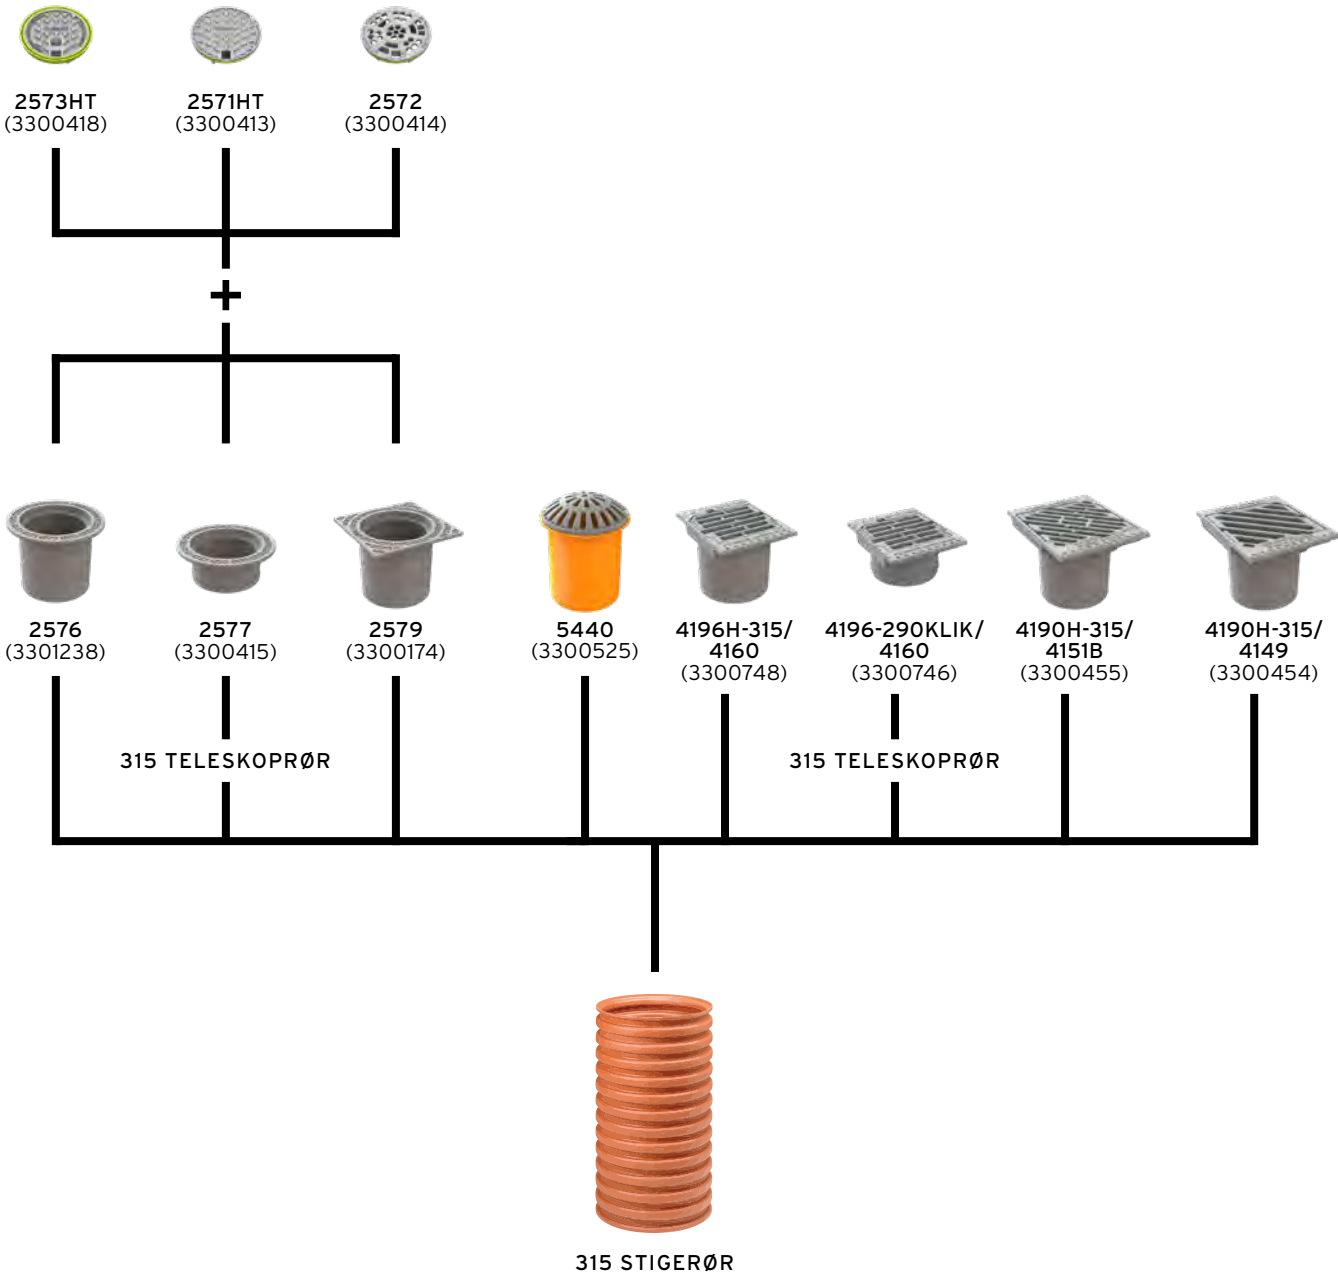 2573HT
(3300418)
2571HT
(3300413)
2572
(3300414)
+
2576
(3301238)
2577
(3300415)
2579
(3300174)
5440
(3300525)
4196H-315/
4160
(3300748)
4196-290KLIK/
4160
(3300746)
4190H-315/
4151B
(3300455)
4190H-315/
4149
(3300454)
315 TELESKOPRØR
315 TELESKOPRØR
315 STIGERØR